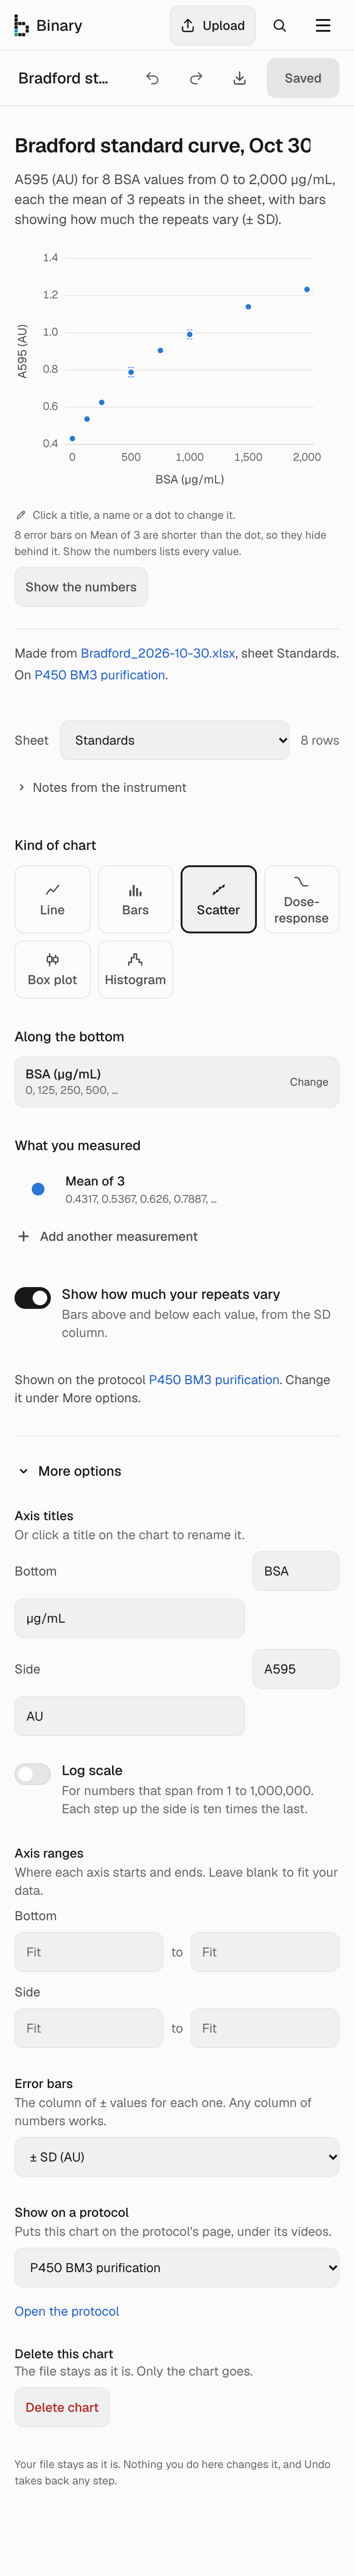 Binary
Upload
Bradford st...
Saved
Bradford standard curve, Oct 30
A595 (AU) for 8 BSA values from 0 to 2,000 µg/mL,
each the mean of 3 repeats in the sheet, with bars
showing how much the repeats vary (± SD).
1.4
1.2
1.0
0.8
0.6
0.4
A595 (AU)
0
500
1,000
1,500
2,000
BSA (µg/mL)
Click a title, a name or a dot to change it.
8 error bars on Mean of 3 are shorter than the dot, so they hide
behind it. Show the numbers lists every value.
Show the numbers
Made from Bradford_2026-10-30.xlsx, sheet Standards.
On P450 BM3 purification.
Sheet
Standards
8 rows
Notes from the instrument
Kind of chart
Line
Bars
Scatter
Dose-
response
Box plot
Histogram
Along the bottom
BSA (µg/mL)
0, 125, 250, 500, ...
Change
What you measured
Mean of 3
0.4317, 0.5367, 0.626, 0.7887, ...
Add another measurement
Show how much your repeats vary
Bars above and below each value, from the SD
column.
Shown on the protocol P450 BM3 purification. Change
it under More options.
More options
Axis titles
Or click a title on the chart to rename it.
Bottom
BSA
µg/mL
Side
A595
AU
Log scale
For numbers that span from 1 to 1,000,000.
Each step up the side is ten times the last.
Axis ranges
Where each axis starts and ends. Leave blank to fit your
data.
Bottom
Fit
to
Fit
Side
Fit
to
Fit
Error bars
The column of ± values for each one. Any column of
numbers works.
± SD (AU)
Show on a protocol
Puts this chart on the protocol's page, under its videos.
P450 BM3 purification
Open the protocol
Delete this chart
The file stays as it is. Only the chart goes.
Delete chart
Your file stays as it is. Nothing you do here changes it, and Undo
takes back any step.